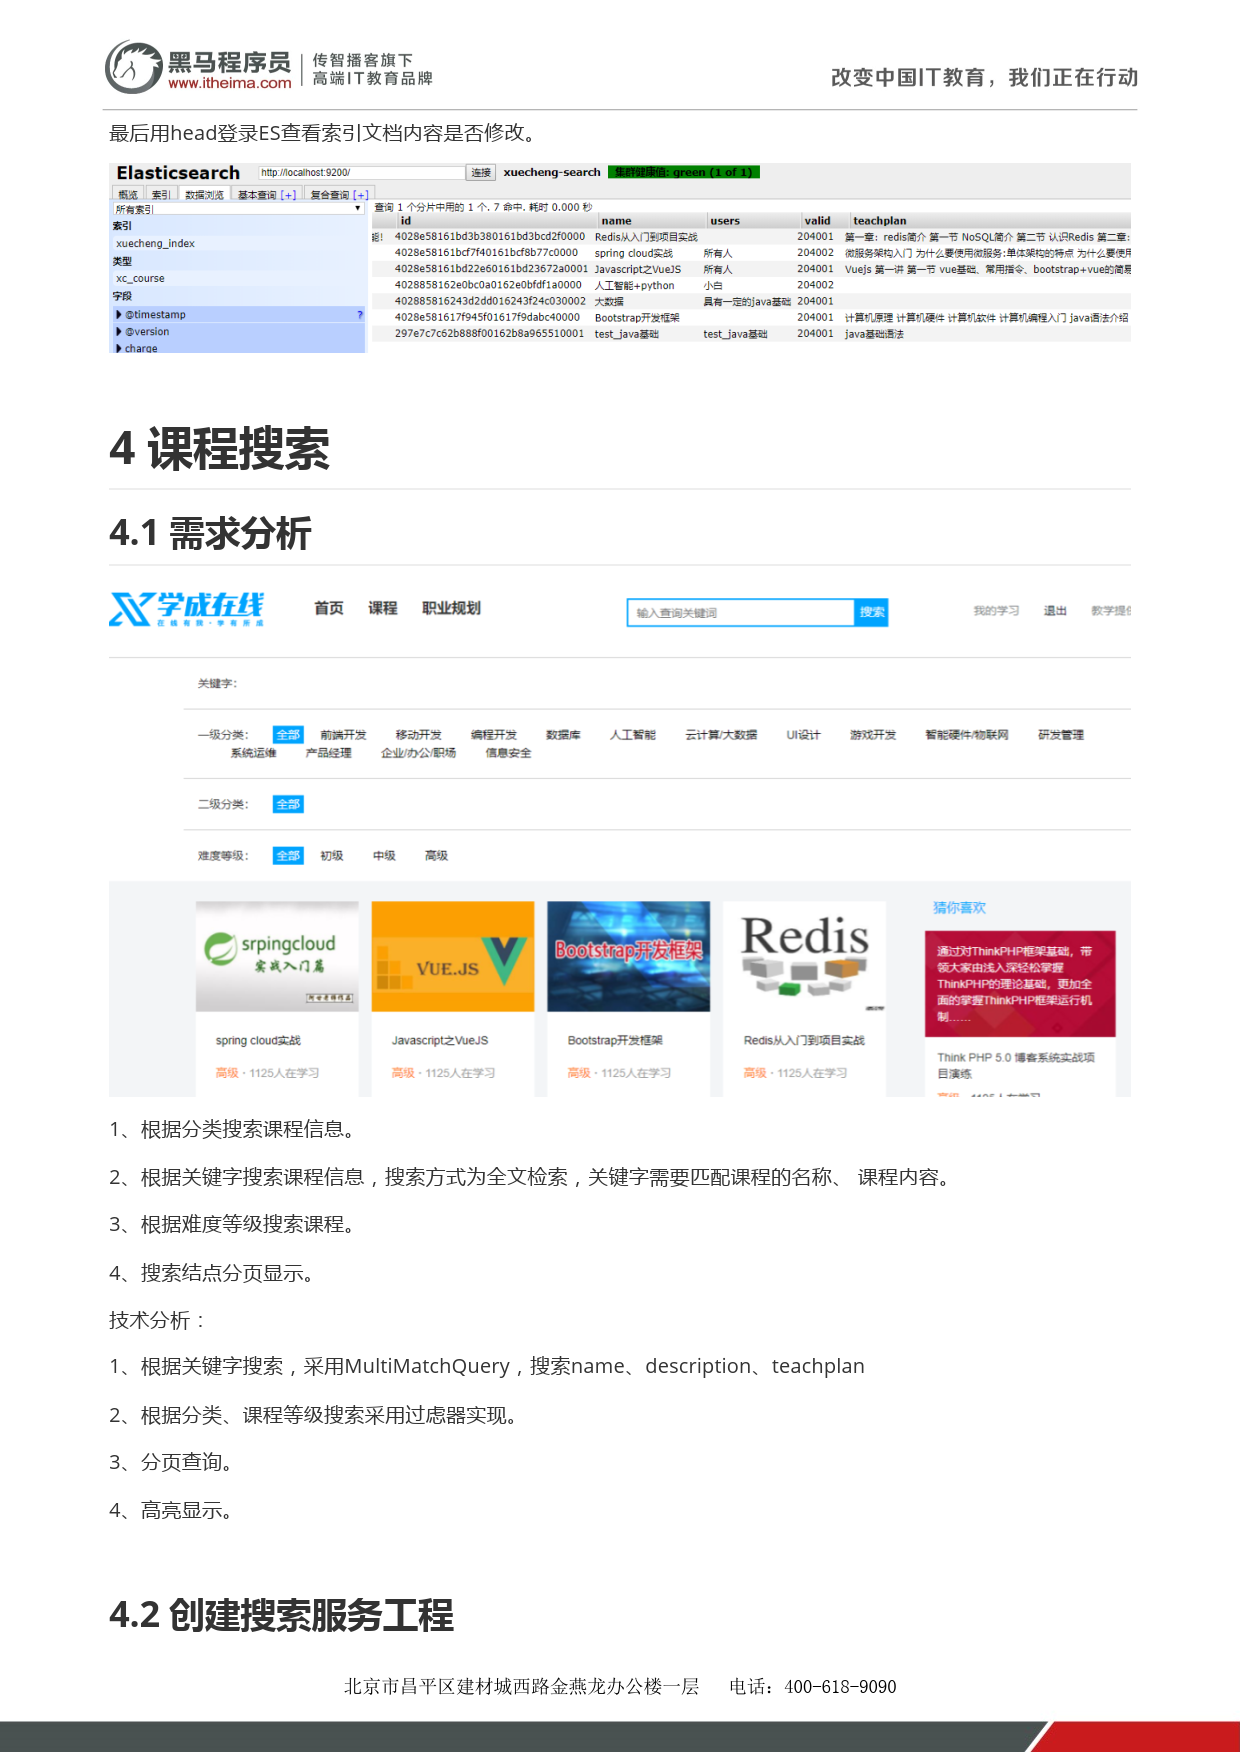 黑马程序员
www.itheima.com
传智播客旗下
高端IT教育品牌
改变中国IT教育，我们正在行动
最后用head登录ES查看索引文档内容是否修改。
Elasticsearch http://localhost:9200/ 连接 xuecheng-search 集群健康值: green (1 of 1)
概览 索引 数据浏览 基本查询 [+] 复合查询 [+]
所有索引
索引
xuecheng_index
类型
xc_course
字段
@timestamp ?
@version
charge
查询 1 个分片中用的 1 个. 7 命中. 耗时 0.000 秒
id name users valid teachplan
能! 4028e58161bd3b380161bd3bcd2f0000 Redis从入门到项目实战 204001 第一章: redis简介 第一节 NoSQL简介 第二节 认识Redis 第二章:
4028e58161bcf7f40161bcf8b77c0000 spring cloud实战 所有人 204002 微服务架构入门 为什么要使用微服务:单体架构的特点 为什么要使用
4028e58161bd22e60161bd23672a0001 Javascript之VueJS 所有人 204001 Vuejs 第一讲 第一节 vue基础、常用指令、bootstrap+vue的简易
4028858162e0bc0a0162e0bfdf1a0000 人工智能+python 小白 204002
402885816243d2dd016243f24c030002 大数据 具有一定的java基础 204001
4028e581617f945f01617f9dabc40000 Bootstrap开发框架 204001 计算机原理 计算机硬件 计算机软件 计算机编程入门 java语法介绍
297e7c7c62b888f00162b8a965510001 test_java基础 test_java基础 204001 java基础语法
4 课程搜索
4.1 需求分析
学成在线
在线有我·学有所成
首页 课程 职业规划 输入查询关键词 搜索 我的学习 退出 教学提供
关键字：
一级分类： 全部 前端开发 移动开发 编程开发 数据库 人工智能 云计算/大数据 UI设计 游戏开发 智能硬件/物联网 研发管理
系统运维 产品经理 企业/办公/职场 信息安全
二级分类： 全部
难度等级： 全部 初级 中级 高级
srpingcloud
实战入门篇
VUE.JS
Bootstrap开发框架
Redis
spring cloud实战 Javascript之VueJS Bootstrap开发框架 Redis从入门到项目实战
高级 · 1125人在学习 高级 · 1125人在学习 高级 · 1125人在学习 高级 · 1125人在学习
猜你喜欢
通过对ThinkPHP框架基础，带
领大家由浅入深轻松掌握
ThinkPHP的理论基础，更加全
面的掌握ThinkPHP框架运行机
制……
Think PHP 5.0 博客系统实战项
目演练
高级 · 1125人在学习
1、根据分类搜索课程信息。
2、根据关键字搜索课程信息，搜索方式为全文检索，关键字需要匹配课程的名称、 课程内容。
3、根据难度等级搜索课程。
4、搜索结点分页显示。
技术分析：
1、根据关键字搜索，采用MultiMatchQuery，搜索name、description、teachplan
2、根据分类、课程等级搜索采用过虑器实现。
3、分页查询。
4、高亮显示。
4.2 创建搜索服务工程
北京市昌平区建材城西路金燕龙办公楼一层 电话：400-618-9090